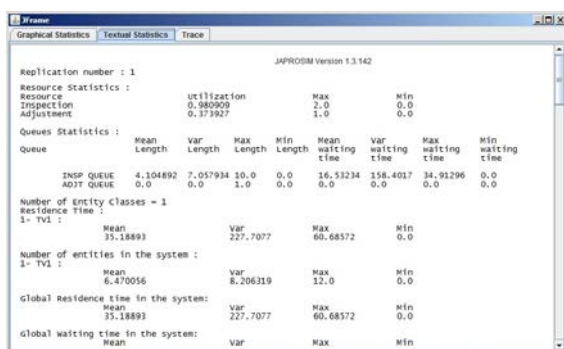 JFrame
Graphical Statistics Textual Statistics Trace
JAPROSIM Version 1.3.142
Replication number : 1
Resource Statistics :
Resource Utilization Max Min
Inspection 0.980909 2.0 0.0
Adjustment 0.373927 1.0 0.0
Queues Statistics :
Mean Var Max Min Mean Var Max Min
Queue Length Length Length Length waiting waiting waiting waiting
time time time time
INSP QUEUE 4.104892 7.057934 10.0 0.0 16.53234 158.4017 34.91296 0.0
ADJT QUEUE 0.0 0.0 1.0 0.0 0.0 0.0 0.0 0.0
Number of Entity Classes = 1
Residence Time :
1- TV1 :
Mean Var Max Min
35.18893 227.7077 60.68572 0.0
Number of entities in the system :
1- TV1 :
Mean Var Max Min
6.470056 8.206319 12.0 0.0
Global Residence time in the system:
Mean Var Max Min
35.18893 227.7077 60.68572 0.0
Global waiting time in the system:
Mean Var Max Min